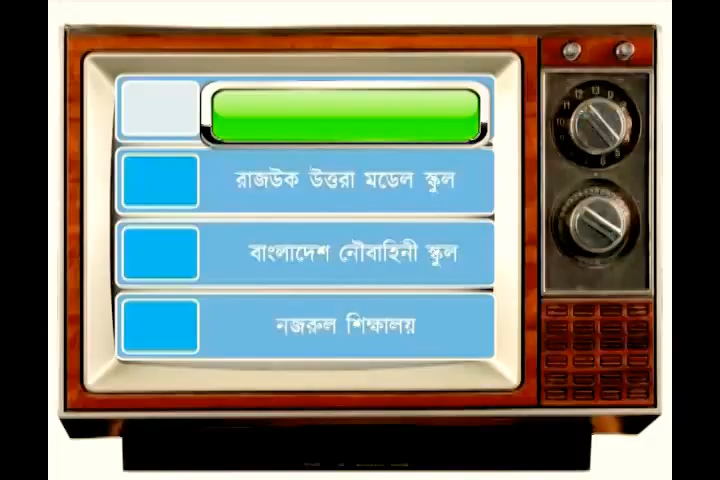 রাজউক উত্তরা মডেল স্কুল
বাংলাদেশ নৌবাহিনী স্কুল
নজরুল শিক্ষালয়